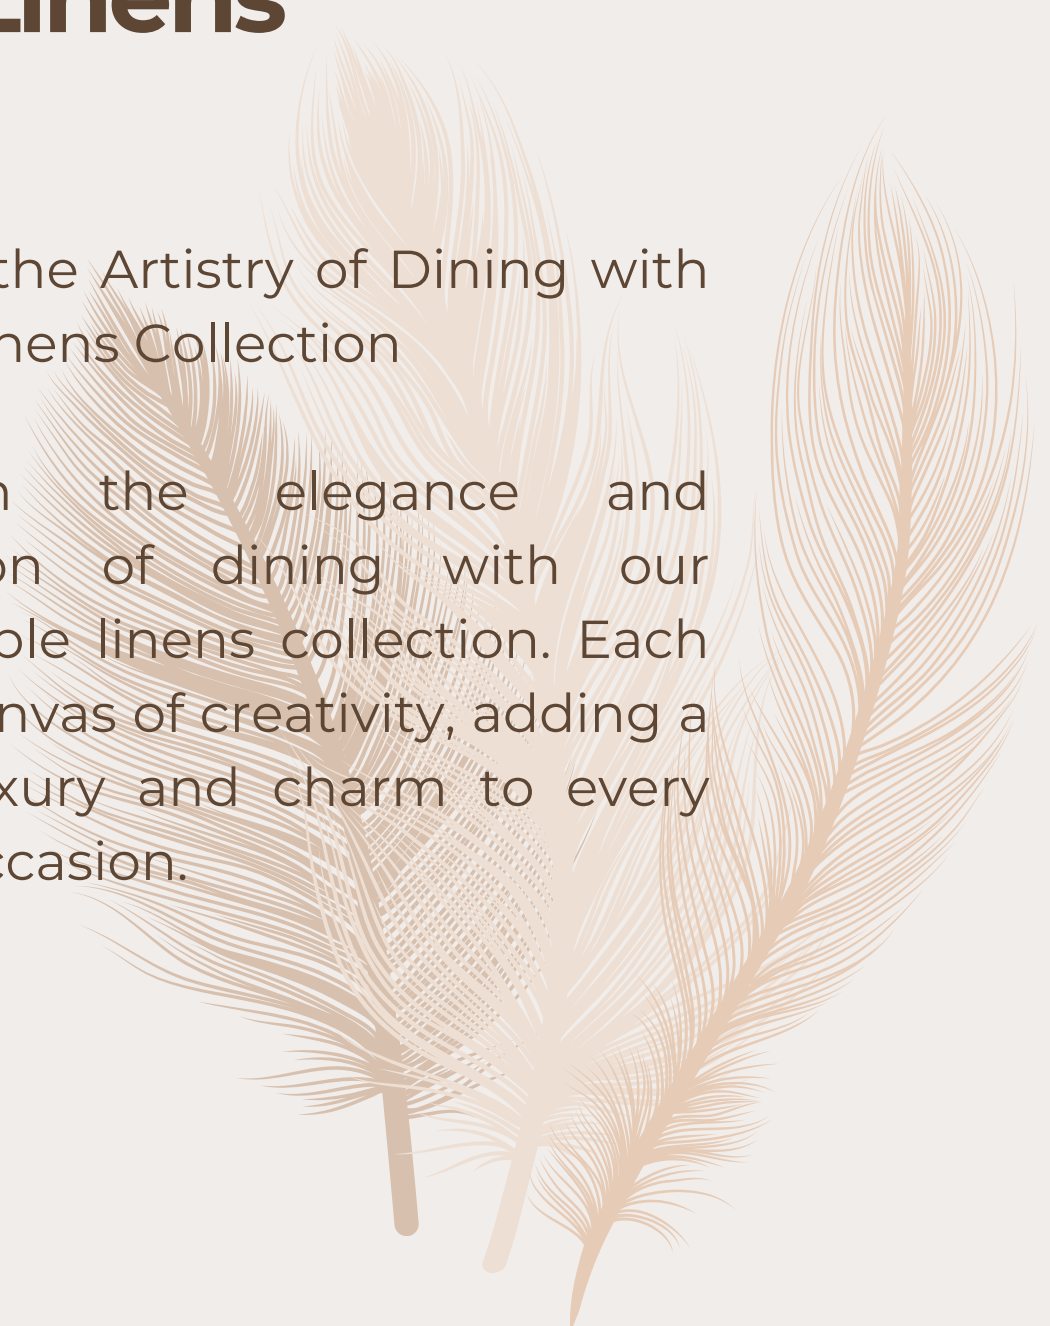 Linens
the Artistry of Dining with
nens Collection
the elegance and
on of dining with our
ble linens collection. Each
nvas of creativity, adding a
xury and charm to every
ccasion.